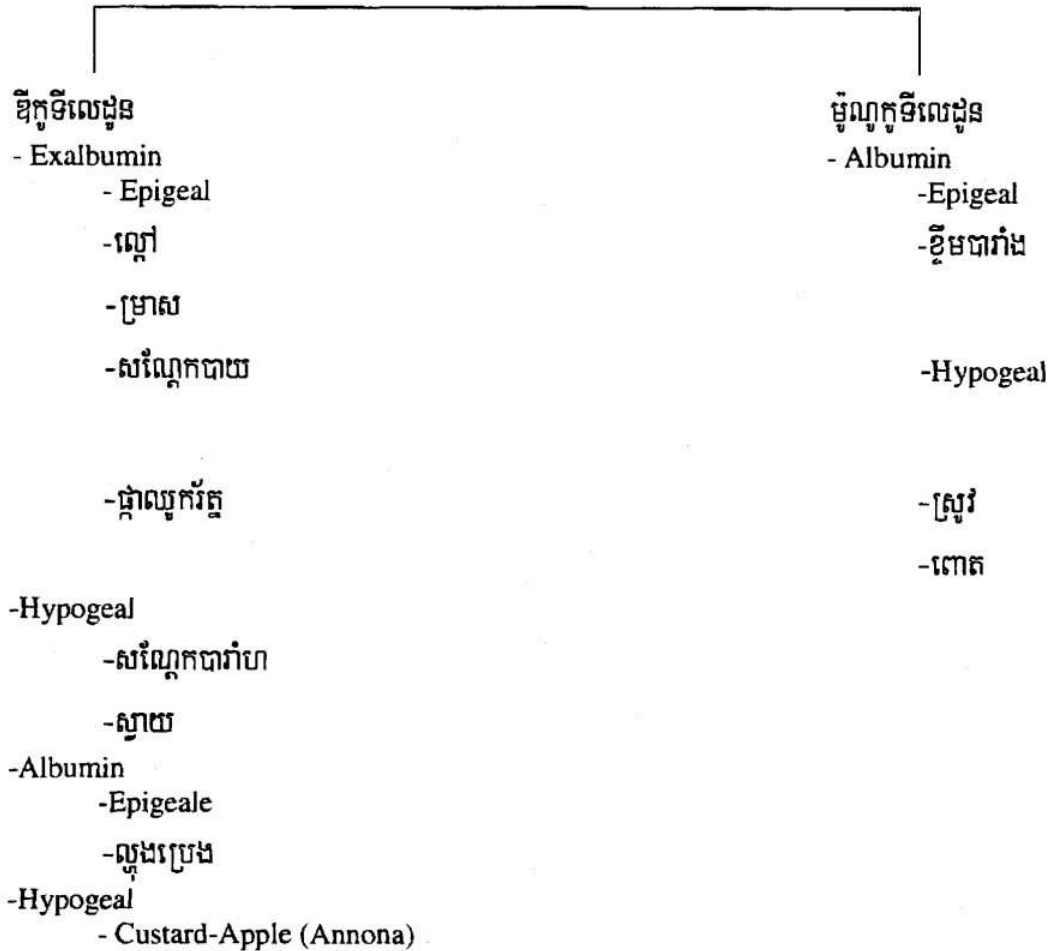 ឌីកូទីលេដូន
- Exalbumin
- Epigeal
-ល្ពៅ
-ម្រាស
-សណ្តែកបាយ
-ផ្កាឈូករ័ត្ន
-Hypogeal
-សណ្តែកបារាំហ
-ស្វាយ
-Albumin
-Epigeale
-ល្ហុងប្រេង
-Hypogeal
- Custard-Apple (Annona)
ម៉ូណូកូទីលេដូន
- Albumin
-Epigeal
-ខ្ទឹមបារាំង
-Hypogeal
-ស្រូវ
-ពោត